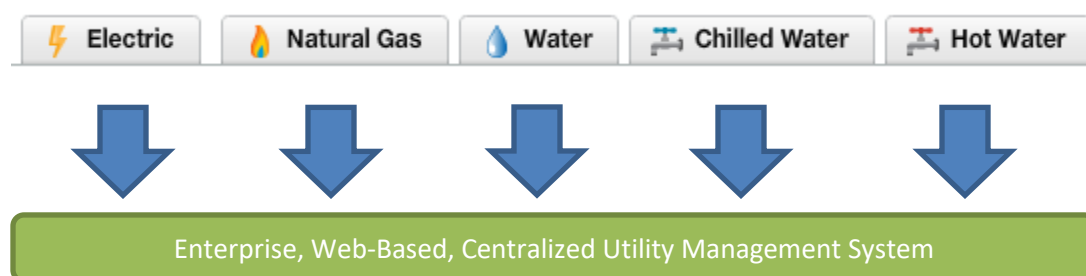 Electric
Natural Gas
Water
Chilled Water
Hot Water
Enterprise, Web-Based, Centralized Utility Management System